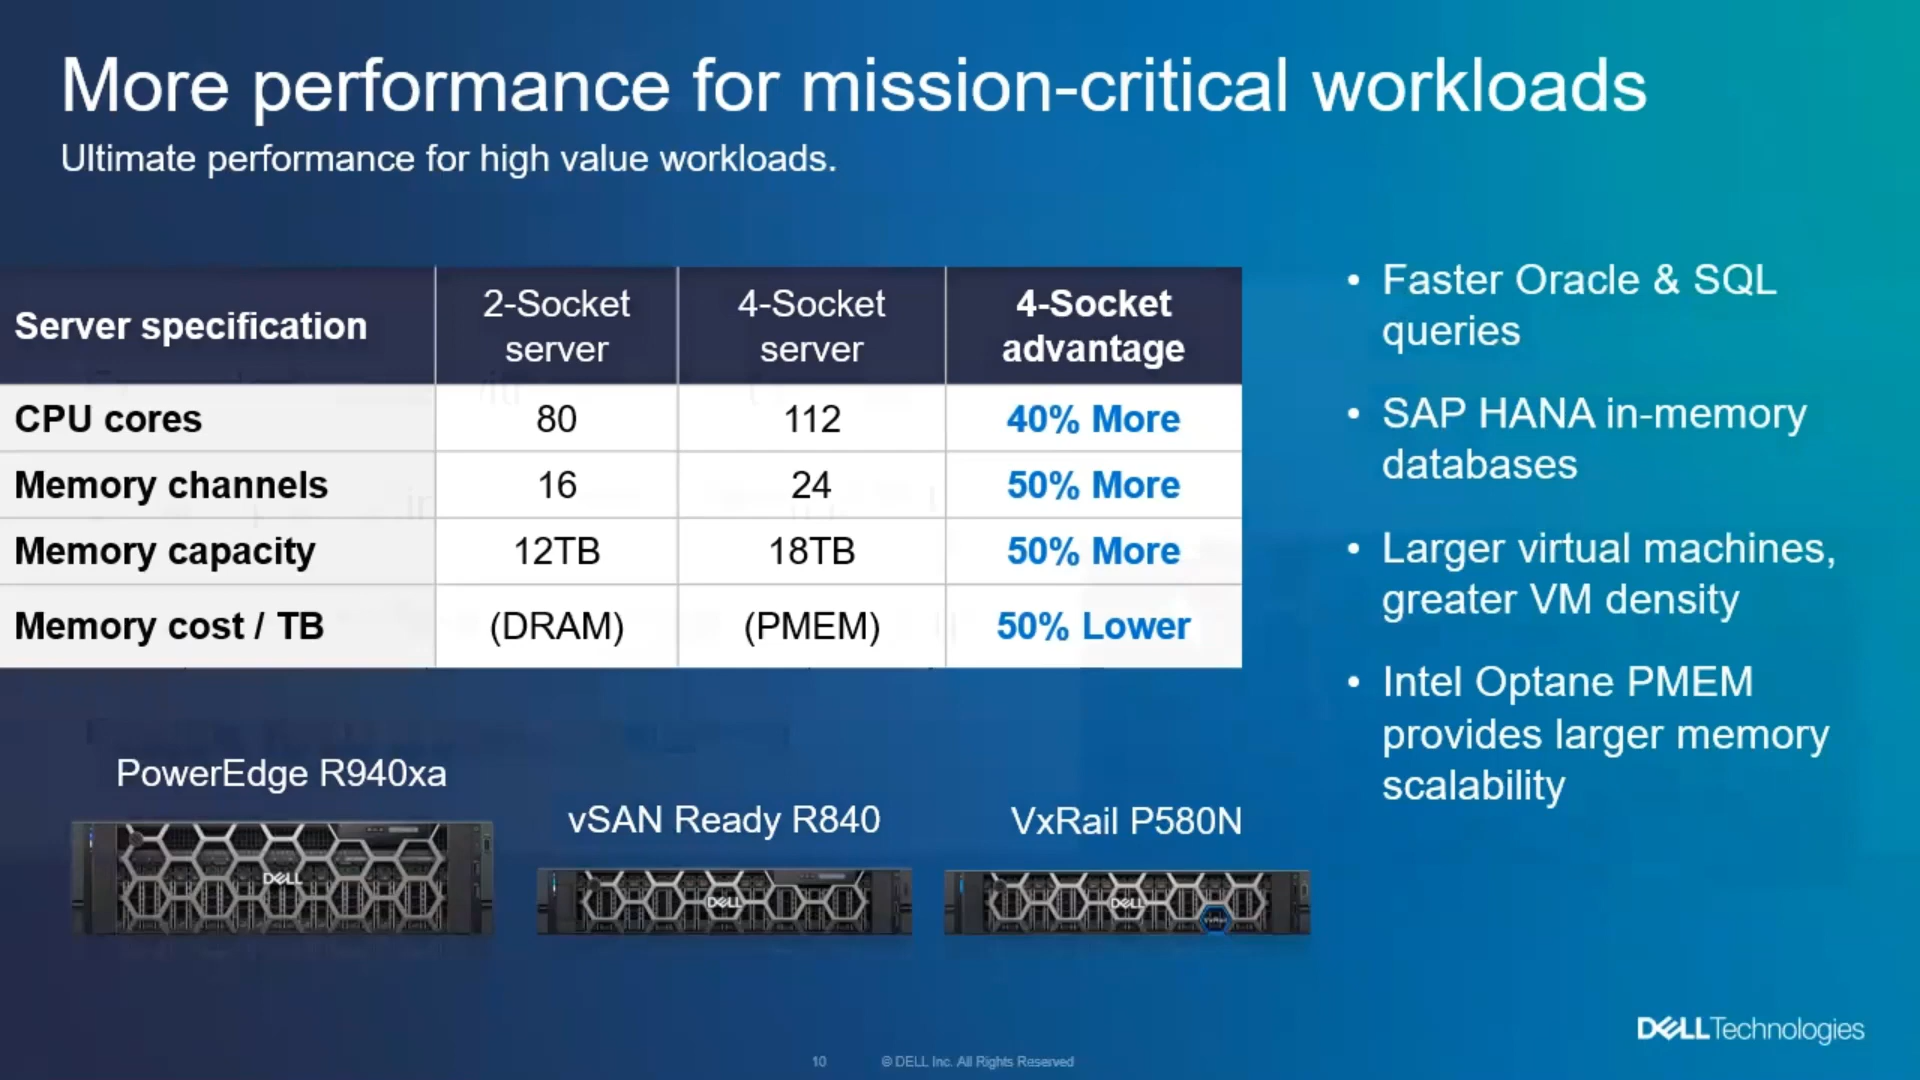 More performance for mission-critical workloads
Ultimate performance for high value workloads.
Server specification
2-Socket server
4-Socket server
4-Socket advantage
CPU cores
80
112
40% More
Memory channels
16
24
50% More
Memory capacity
12TB
18TB
50% More
Memory cost / TB
(DRAM)
(PMEM)
50% Lower
• Faster Oracle & SQL
queries
• SAP HANA in-memory
databases
• Larger virtual machines,
greater VM density
• Intel Optane PMEM
provides larger memory
scalability
PowerEdge R940xa
vSAN Ready R840
VxRail P580N
DELL
DELL
DELL
VxRail
DELL Technologies
10
© DELL Inc. All Rights Reserved